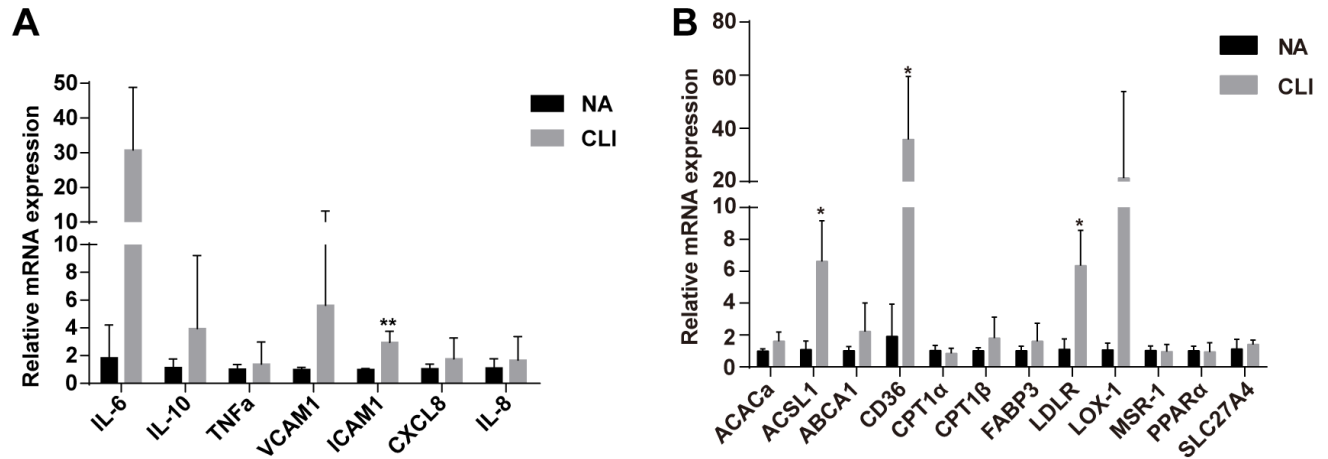 A
Relative mRNA expression
50
40
30
20
10
10
8
6
4
2
0
**
NA
CLI
IL-6
IL-10
TNFa
VCAM1
ICAM1
CXCL8
IL-8
B
Relative mRNA expression
80
60
40
20
10
8
6
4
2
0
*
*
*
NA
CLI
ACACa
ACSL1
ABCA1
CD36
CPT1α
CPT1β
FABP3
LDLR
LOX-1
MSR-1
PPARα
SLC27A4